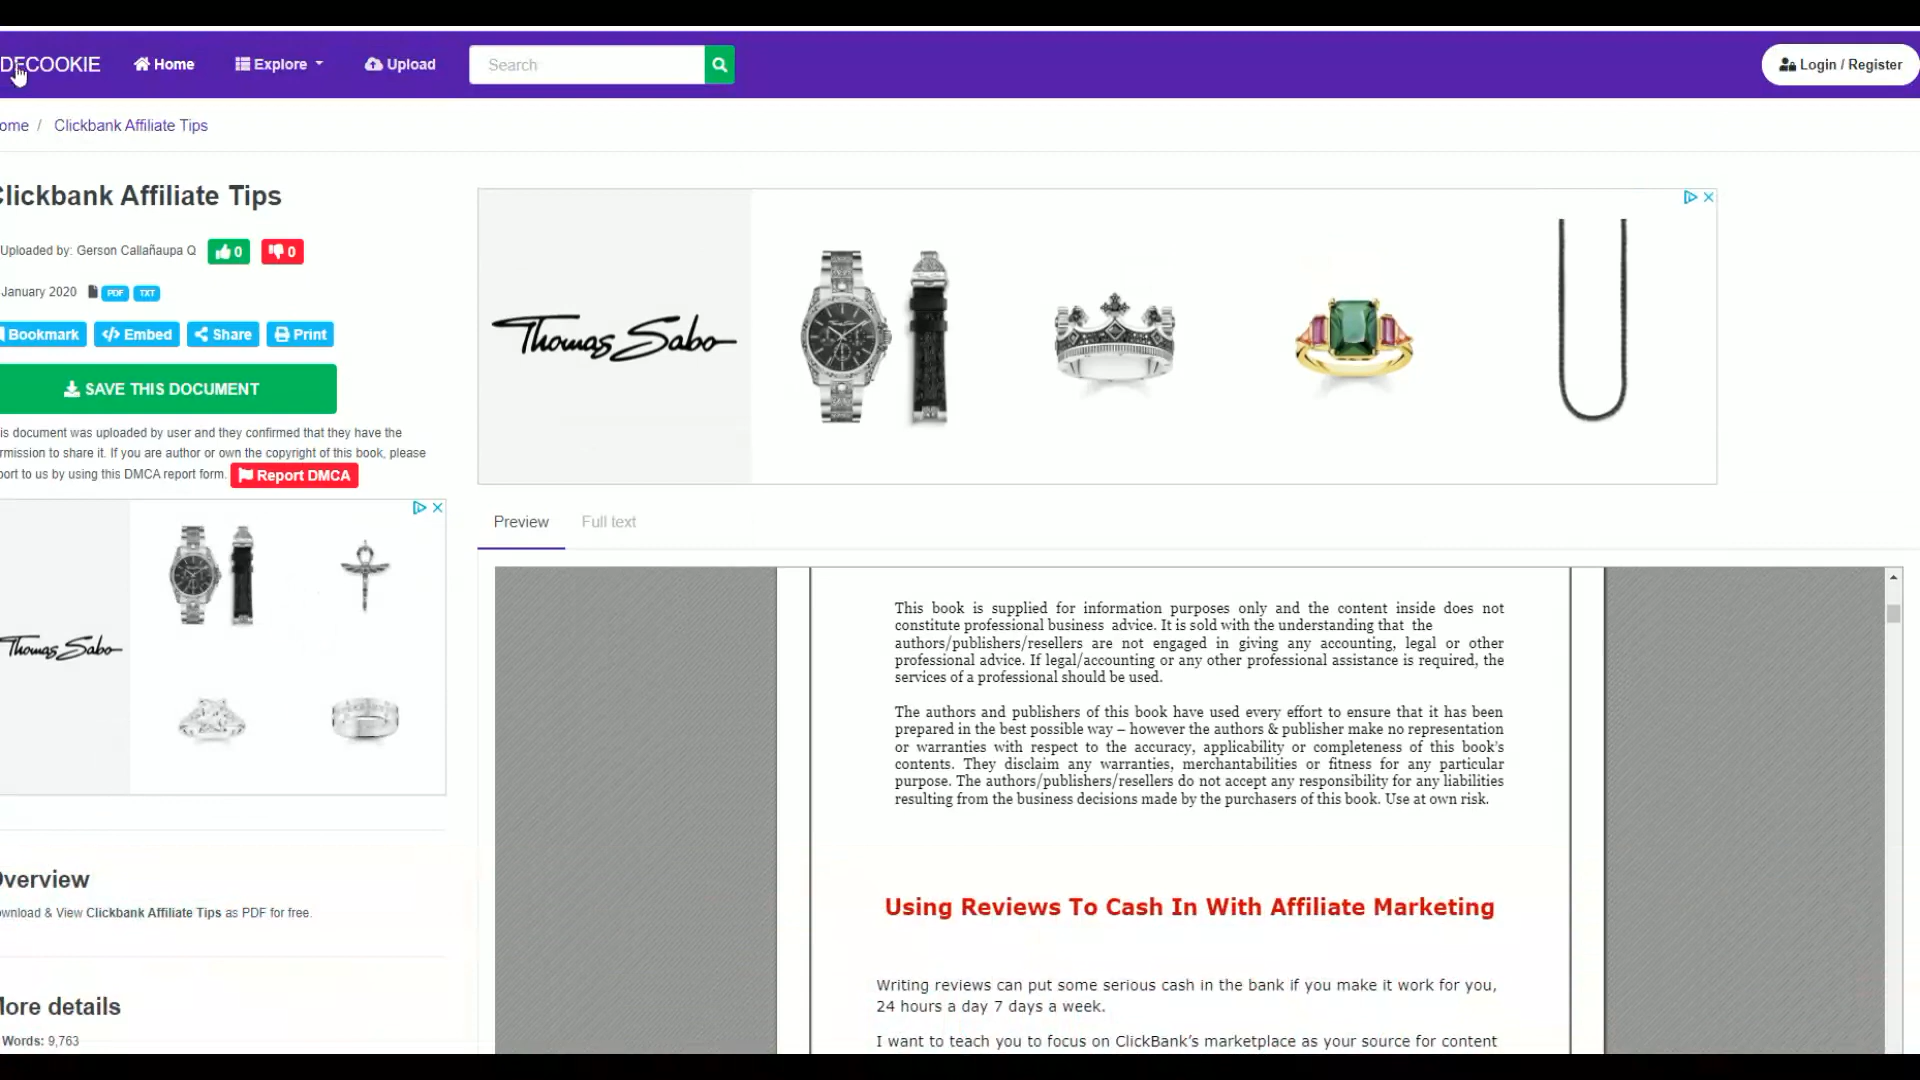 DFCOOKIE
Home
Explore
Upload
Search
Login / Register
ome / Clickbank Affiliate Tips
lickbank Affiliate Tips
Uploaded by: Gerson Callañaupa Q
0
0
January 2020
PDF
TXT
Bookmark
Embed
Share
Print
SAVE THIS DOCUMENT
is document was uploaded by user and they confirmed that they have the
rmission to share it. If you are author or own the copyright of this book, please
port to us by using this DMCA report form.
Report DMCA
Thomas Sabo
verview
wnload & View Clickbank Affiliate Tips as PDF for free.
ore details
Words: 9,763
Thomas Sabo
Preview
Full text
This book is supplied for information purposes only and the content inside does not
constitute professional business advice. It is sold with the understanding that the
authors/publishers/resellers are not engaged in giving any accounting, legal or other
professional advice. If legal/accounting or any other professional assistance is required, the
services of a professional should be used.
The authors and publishers of this book have used every effort to ensure that it has been
prepared in the best possible way – however the authors & publisher make no representation
or warranties with respect to the accuracy, applicability or completeness of this book's
contents. They disclaim any warranties, merchantabilities or fitness for any particular
purpose. The authors/publishers/resellers do not accept any responsibility for any liabilities
resulting from the business decisions made by the purchasers of this book. Use at own risk.
Using Reviews To Cash In With Affiliate Marketing
Writing reviews can put some serious cash in the bank if you make it work for you,
24 hours a day 7 days a week.
I want to teach you to focus on ClickBank's marketplace as your source for content